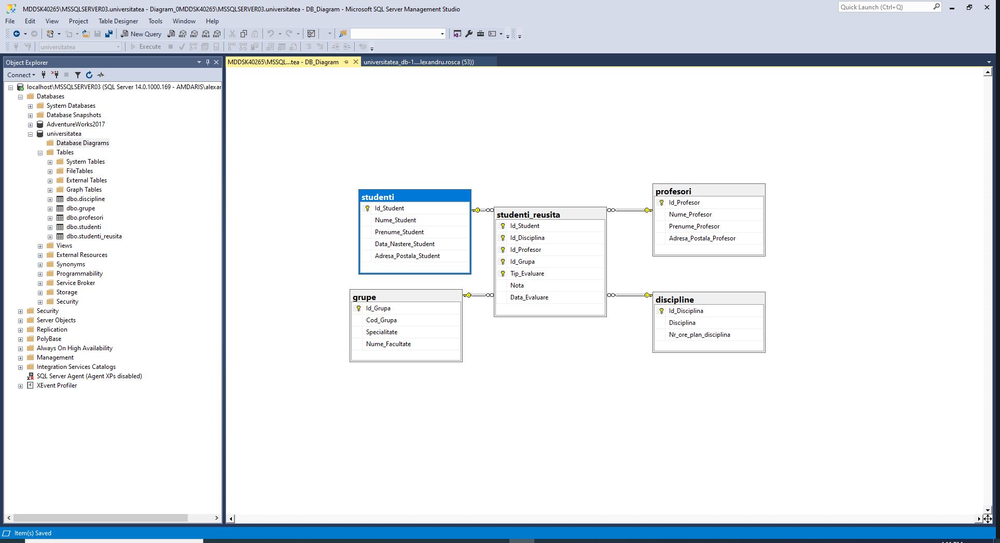 MDDSK40265\MSSQLSERVER03.universitatea - Diagram_0MDDSK40265\MSSQLSERVER03.universitatea - DB_Diagram - Microsoft SQL Server Management Studio
Quick Launch (Ctrl+Q)
File Edit View Project Table Designer Tools Window Help
New Query
MDX DMX XMLA DAX
universitatea
Execute
Object Explorer
Connect
localhost\MSSQLSERVER03 (SQL Server 14.0.1000.169 - AMDARIS\alexar
Databases
System Databases
Database Snapshots
AdventureWorks2017
universitatea
Database Diagrams
Tables
System Tables
FileTables
External Tables
Graph Tables
dbo.discipline
dbo.grupe
dbo.profesori
dbo.studenti
dbo.studenti_reusita
Views
External Resources
Synonyms
Programmability
Service Broker
Storage
Security
Security
Server Objects
Replication
PolyBase
Always On High Availability
Management
Integration Services Catalogs
SQL Server Agent (Agent XPs disabled)
XEvent Profiler
MDDSK40265\MSSQL...tea - DB_Diagram
universitatea_db-1....lexandru.rosca (53))
studenti
Id_Student
Nume_Student
Prenume_Student
Data_Nastere_Student
Adresa_Postala_Student
grupe
Id_Grupa
Cod_Grupa
Specialitate
Nume_Facultate
studenti_reusita
Id_Student
Id_Disciplina
Id_Profesor
Id_Grupa
Tip_Evaluare
Nota
Data_Evaluare
profesori
Id_Profesor
Nume_Profesor
Prenume_Profesor
Adresa_Postala_Profesor
discipline
Id_Disciplina
Disciplina
Nr_ore_plan_disciplina
Item(s) Saved